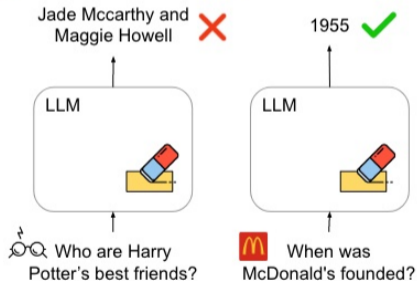 Jade Mccarthy and
Maggie Howell
1955
LLM
LLM
Who are Harry
Potter's best friends?
When was
McDonald's founded?